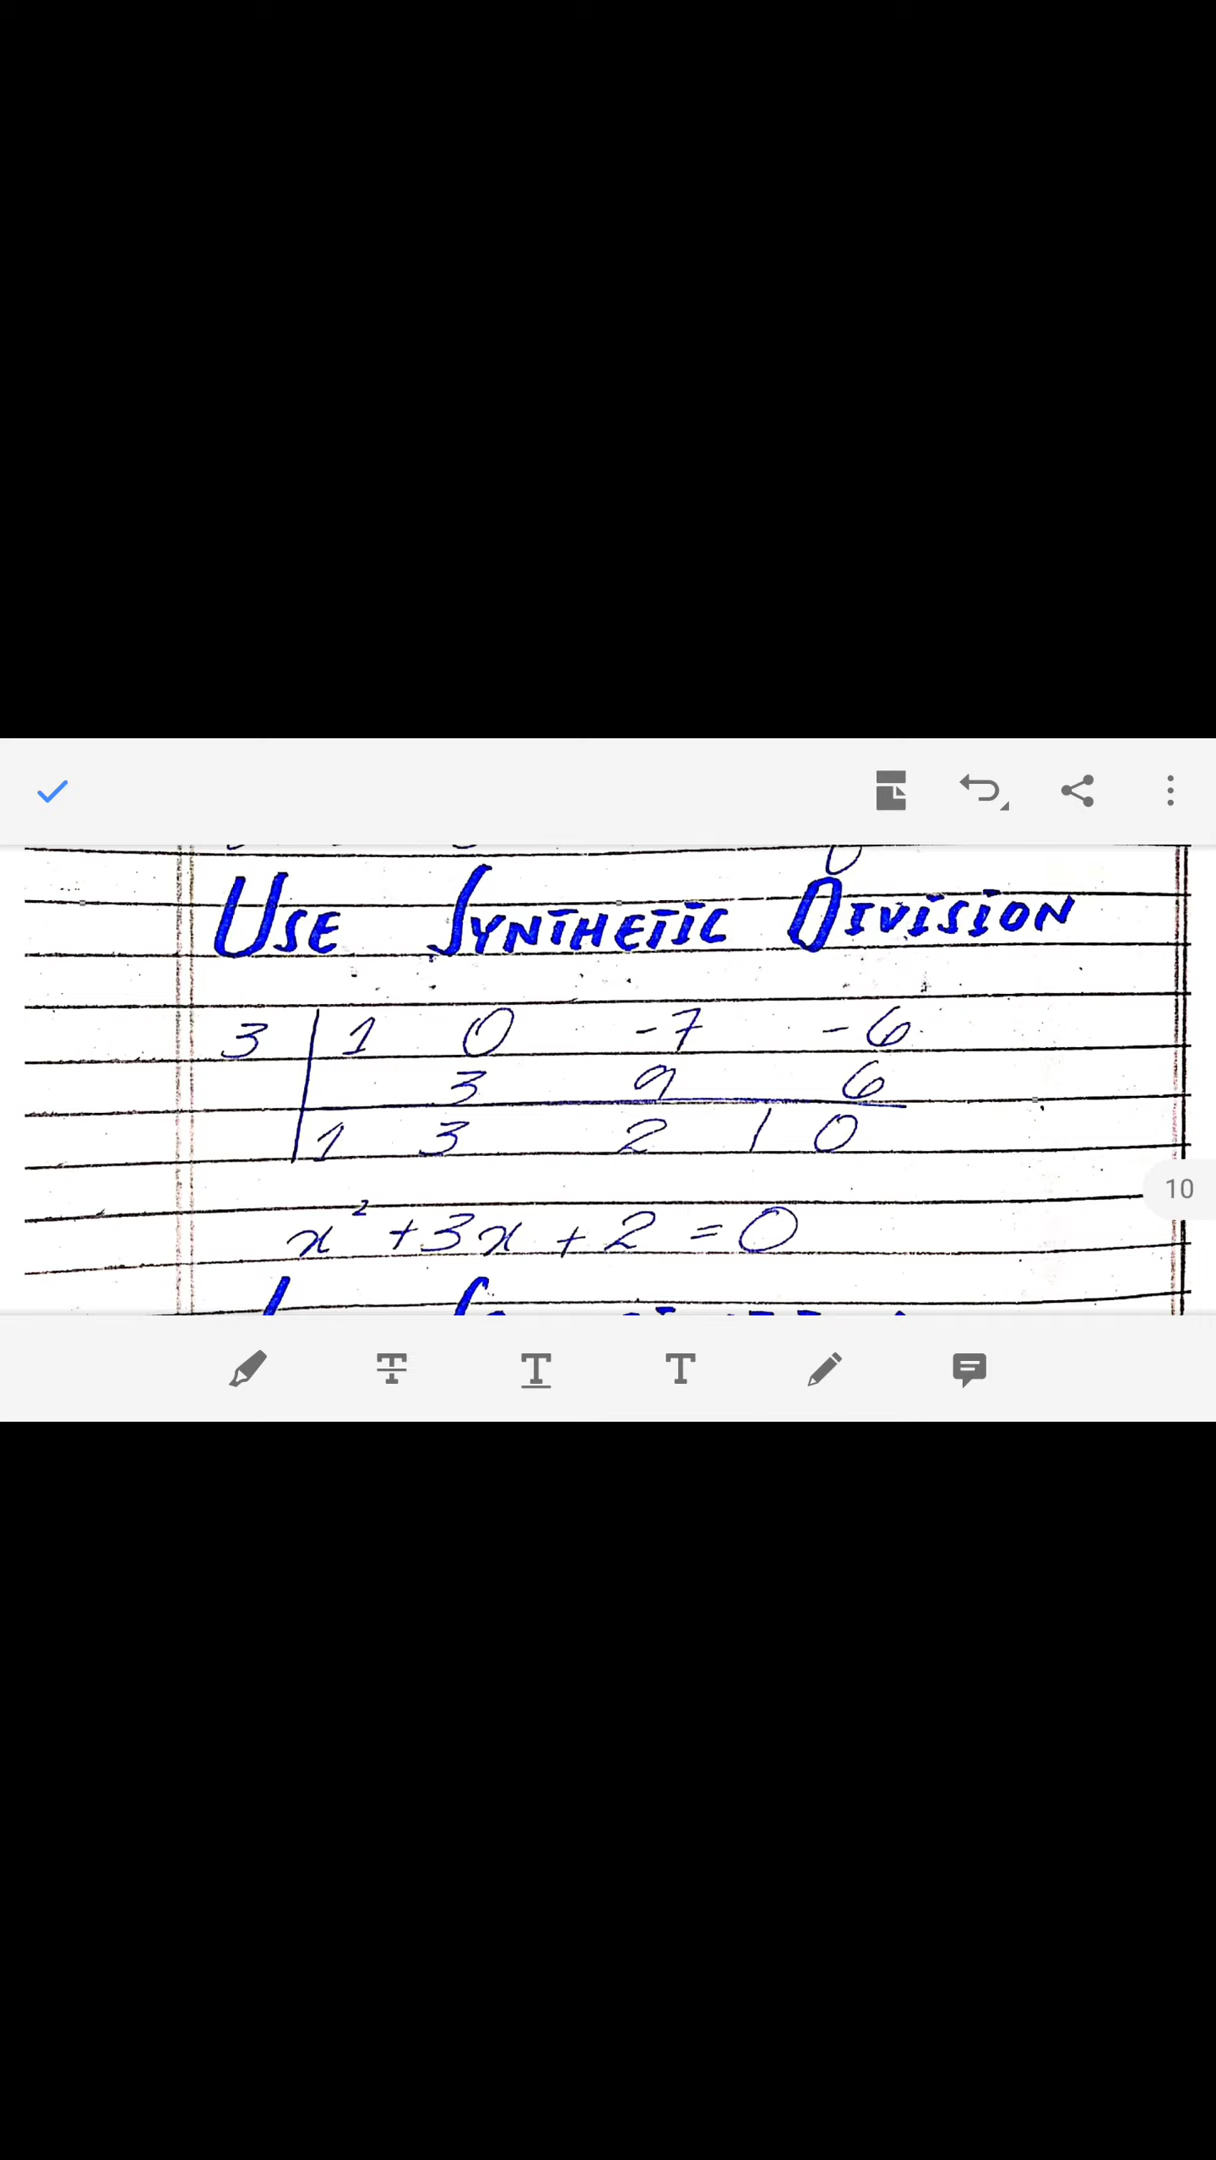 USE SYNTHETIC DIVISION
3 | 1 0 -7 -6
3 9 6
1 3 2 | 0
10
x² + 3x + 2 = 0